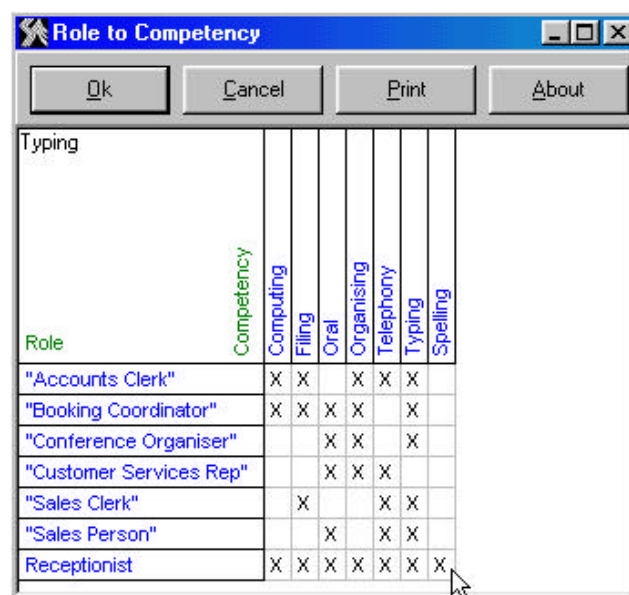 Role to Competency
Ok Cancel Print About
Typing
Role Competency Computing Filing Oral Organising Telephony Typing Spelling
"Accounts Clerk" X X X X X
"Booking Coordinator" X X X X X
"Conference Organiser" X X X
"Customer Services Rep" X X X
"Sales Clerk" X X X
"Sales Person" X X X
Receptionist X X X X X X X